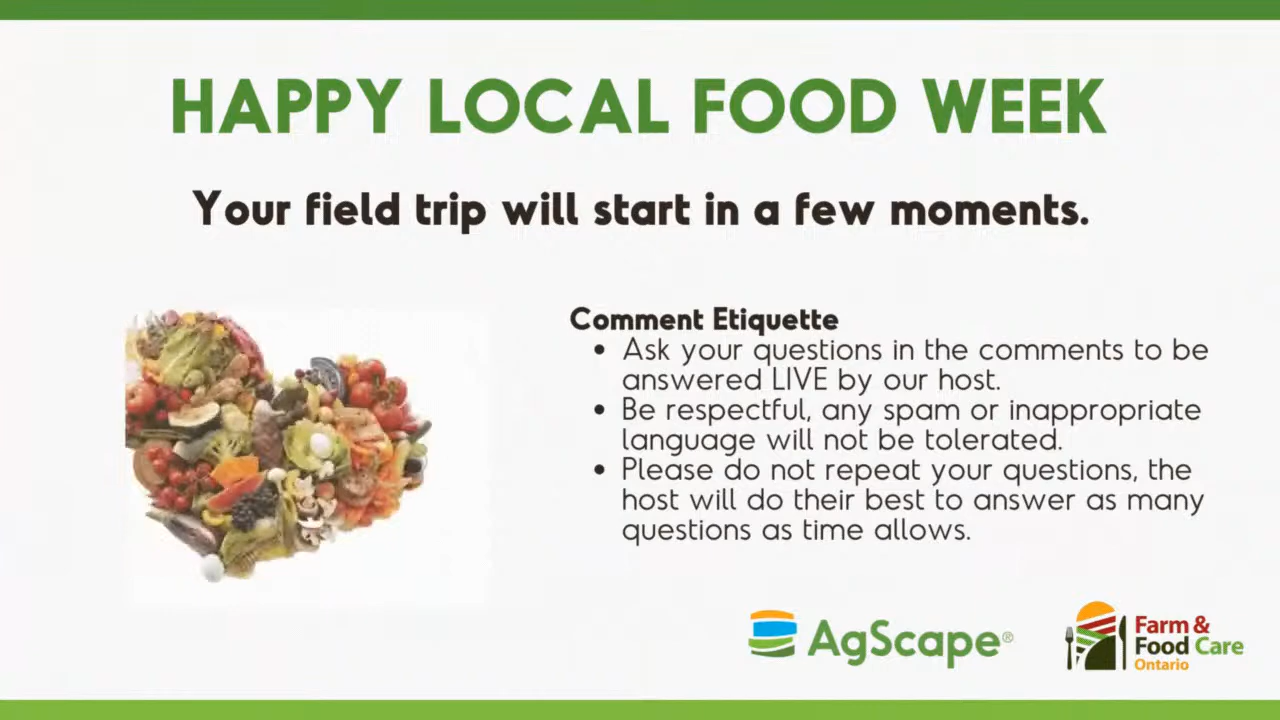 HAPPY LOCAL FOOD WEEK
Your field trip will start in a few moments.
Comment Etiquette
• Ask your questions in the comments to be
answered LIVE by our host.
• Be respectful, any spam or inappropriate
language will not be tolerated.
• Please do not repeat your questions, the
host will do their best to answer as many
questions as time allows.
AgScape®
Farm &
Food Care
Ontario